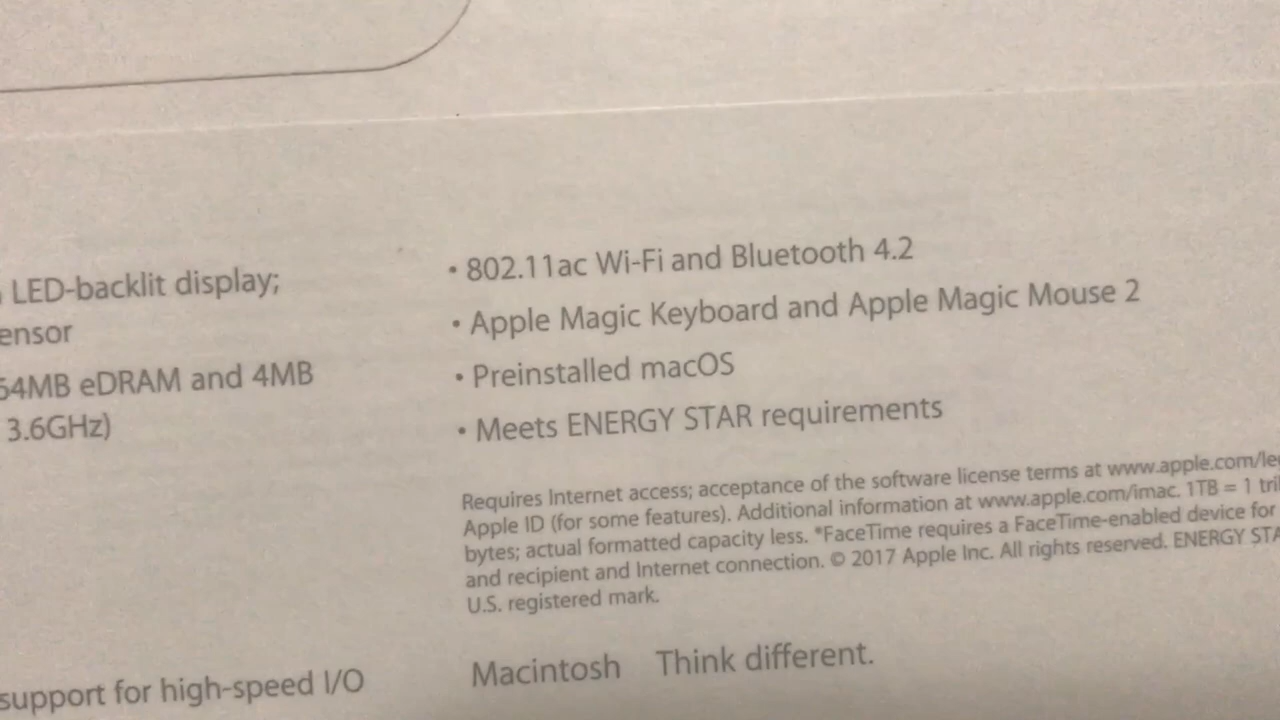 LED-backlit display;
ensor
64MB eDRAM and 4MB
3.6GHz)
support for high-speed I/O
• 802.11ac Wi-Fi and Bluetooth 4.2
• Apple Magic Keyboard and Apple Magic Mouse 2
• Preinstalled macOS
• Meets ENERGY STAR requirements
Requires Internet access; acceptance of the software license terms at www.apple.com/le
Apple ID (for some features). Additional information at www.apple.com/imac. 1TB = 1 tri
bytes; actual formatted capacity less. *FaceTime requires a FaceTime-enabled device for
and recipient and Internet connection. © 2017 Apple Inc. All rights reserved. ENERGY STA
U.S. registered mark.
Macintosh Think different.